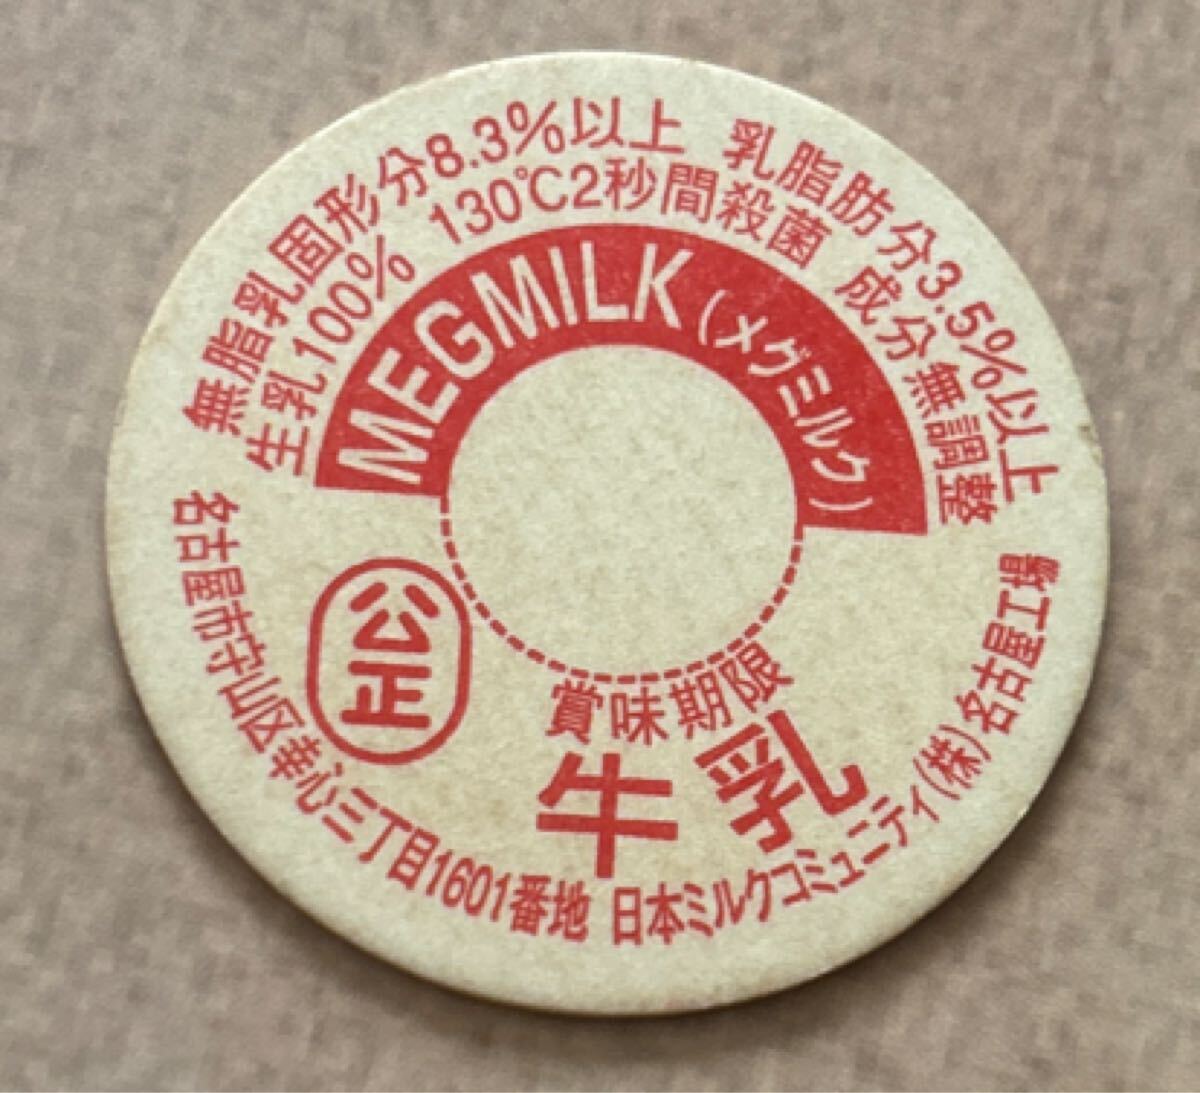 無脂乳固形分8.3%以上 乳脂肪分3.5%以上
生乳100% 130℃2秒間殺菌 成分無調整
MEGMILK(メグミルク)
公正
賞味期限
牛乳
名古屋市守山区幸心三丁目1601番地 日本ミルクコミュニティ(株)名古屋工場